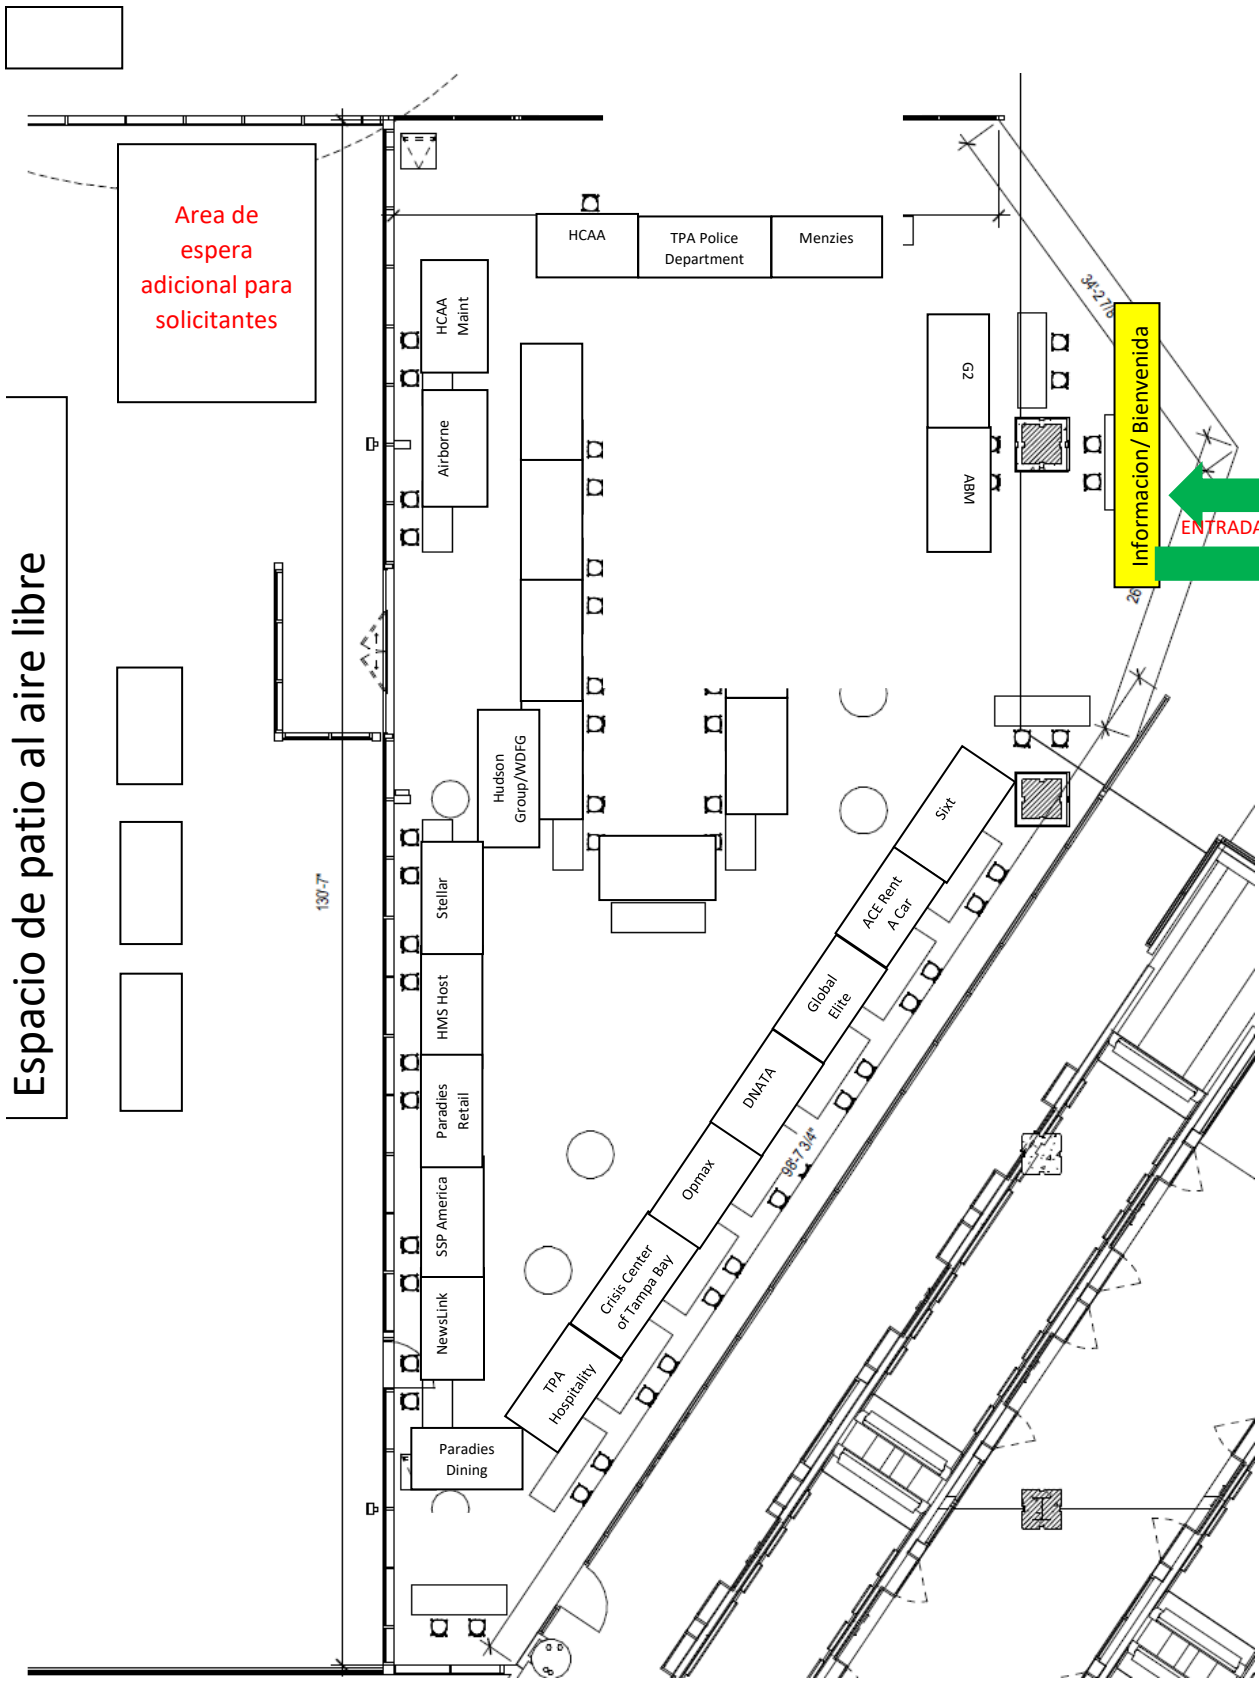 Area de
espera
adicional para
solicitantes
Espacio de patio al aire libre
HCAA
TPA Police
Department
Menzies
HCAA
Maint
Airborne
G2
ABM
34'-2 7/8
Informacion/ Bienvenida
ENTRADA
26
Hudson
Group/WDFG
130'-7"
Stellar
HMS Host
Paradies
Retail
SSP America
NewsLink
Paradies
Dining
Sixt
ACE Rent
A Car
Global
Elite
DNATA
Opmax
98'-7 3/4"
Crisis Center
of Tampa Bay
TPA
Hospitality